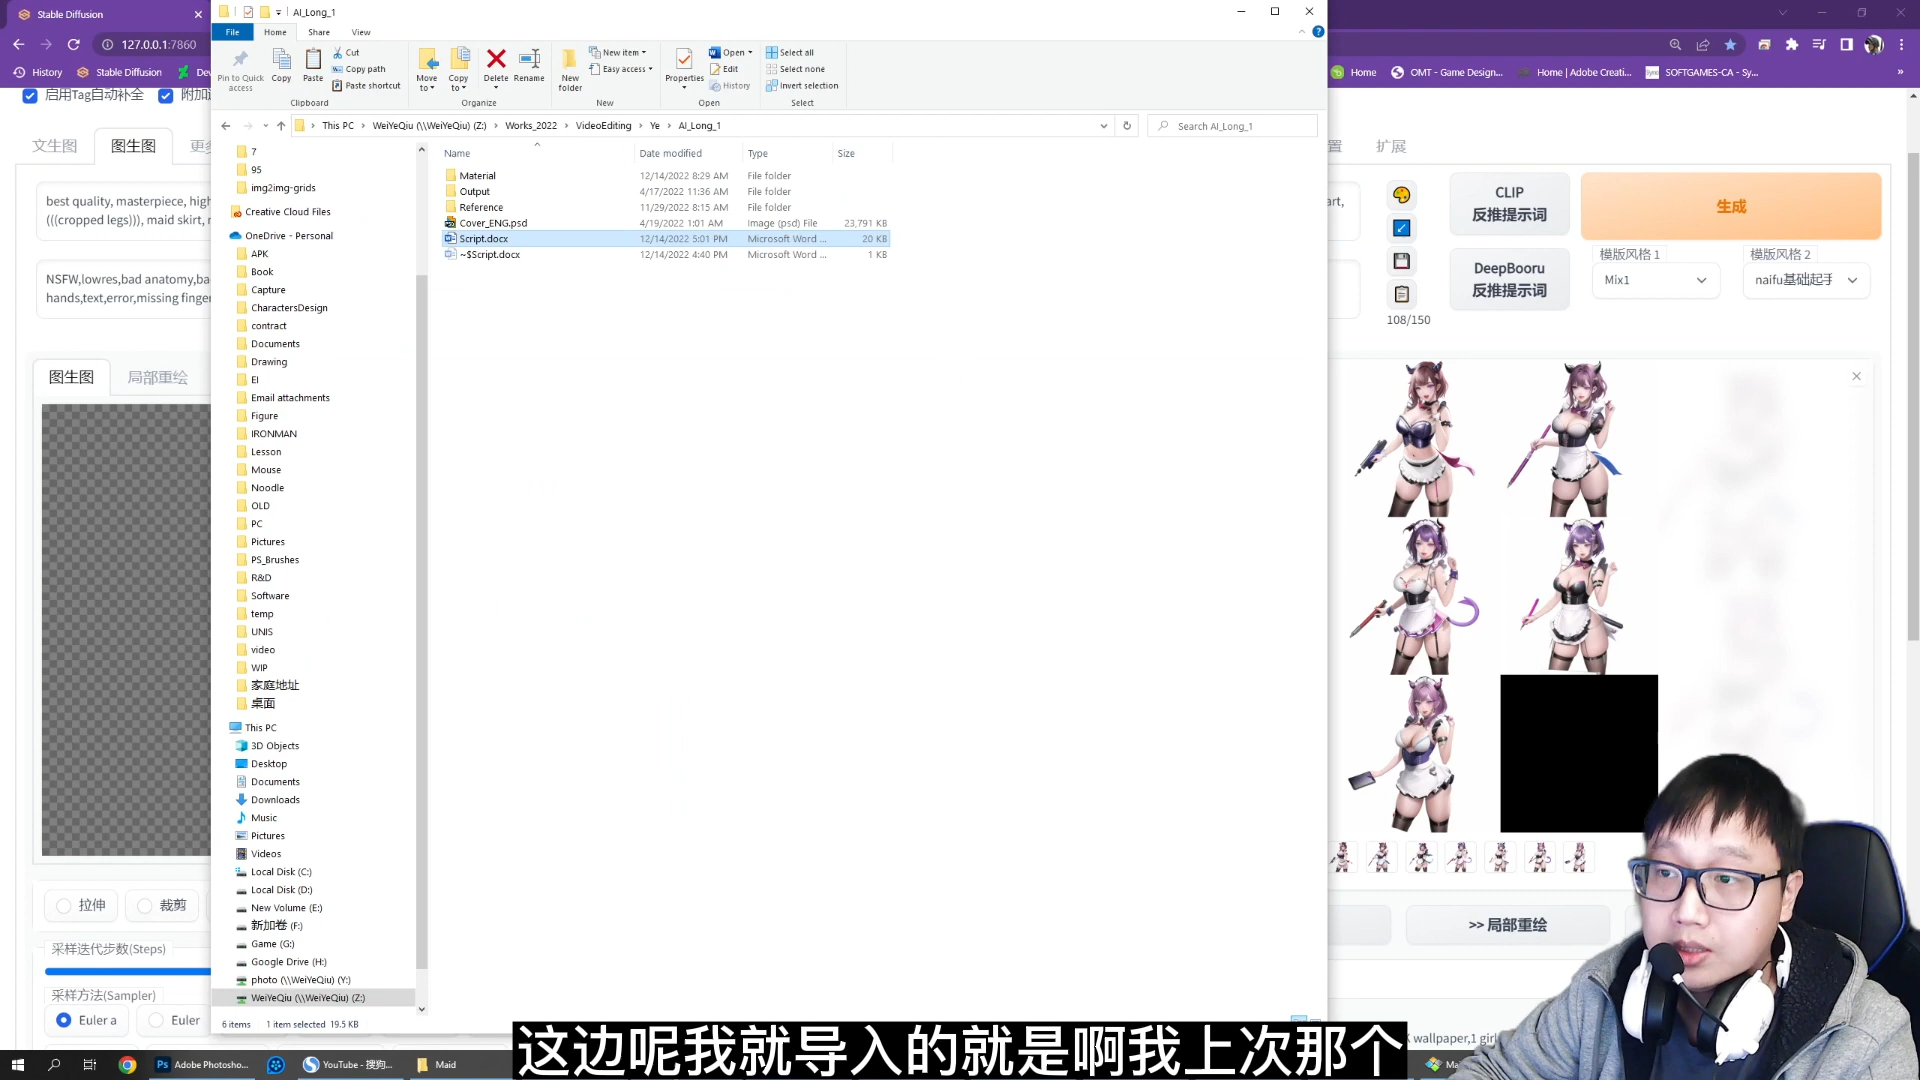 Stable Diffusion
AI_Long_1
File
Home
Share
View
127.0.0.1:7860
History
Stable Diffusion
Pin to Quick access
Copy
Paste
Cut
Copy path
Paste shortcut
Move to
Copy to
Delete
Rename
New folder
New item
Easy access
Properties
Open
Edit
History
Select all
Select none
Invert selection
Clipboard
Organize
New
Open
Select
Home
OMT - Game Design...
Home | Adobe Creati...
SOFTGAMES-CA - Sy...
启用Tag自动补全
This PC
WeiYeQiu (\\WeiYeQiu) (Z:)
Works_2022
VideoEditing
Ye
AI_Long_1
Search AI_Long_1
文生图
图生图
扩展
Name
Date modified
Type
Size
Material 12/14/2022 8:29 AM File folder
Output 4/17/2022 11:36 AM File folder
Reference 11/29/2022 8:15 AM File folder
Cover_ENG.psd 4/19/2022 1:01 AM Image (psd) File 23,791 KB
Script.docx 12/14/2022 5:01 PM Microsoft Word ... 20 KB
~$Script.docx 12/14/2022 4:40 PM Microsoft Word ... 1 KB
7
95
img2img-grids
Creative Cloud Files
OneDrive - Personal
APK
Book
Capture
CharactersDesign
contract
Documents
Drawing
EI
Email attachments
Figure
IRONMAN
Lesson
Mouse
Noodle
OLD
PC
Pictures
PS_Brushes
R&D
Software
temp
UNIS
video
WIP
家庭地址
桌面
This PC
3D Objects
Desktop
Documents
Downloads
Music
Pictures
Videos
Local Disk (C:)
Local Disk (D:)
New Volume (E:)
新加卷 (F:)
Game (G:)
Google Drive (H:)
photo (\\WeiYeQiu) (Y:)
WeiYeQiu (\\WeiYeQiu) (Z:)
6 items
1 item selected 19.5 KB
best quality, masterpiece, high
(((cropped legs))), maid skirt,
NSFW,lowres,bad anatomy,ba
hands,text,error,missing finger
图生图
局部重绘
拉伸
裁剪
采样迭代步数(Steps)
采样方法(Sampler)
Euler a
Euler
CLIP
反推提示词
生成
DeepBooru
反推提示词
模版风格 1
Mix1
模版风格 2
naifu基础起手
108/150
>> 局部重绘
wallpaper,1 girl
Adobe Photosho...
YouTube - 搜狗...
Maid
这边呢我就导入的就是啊我上次那个